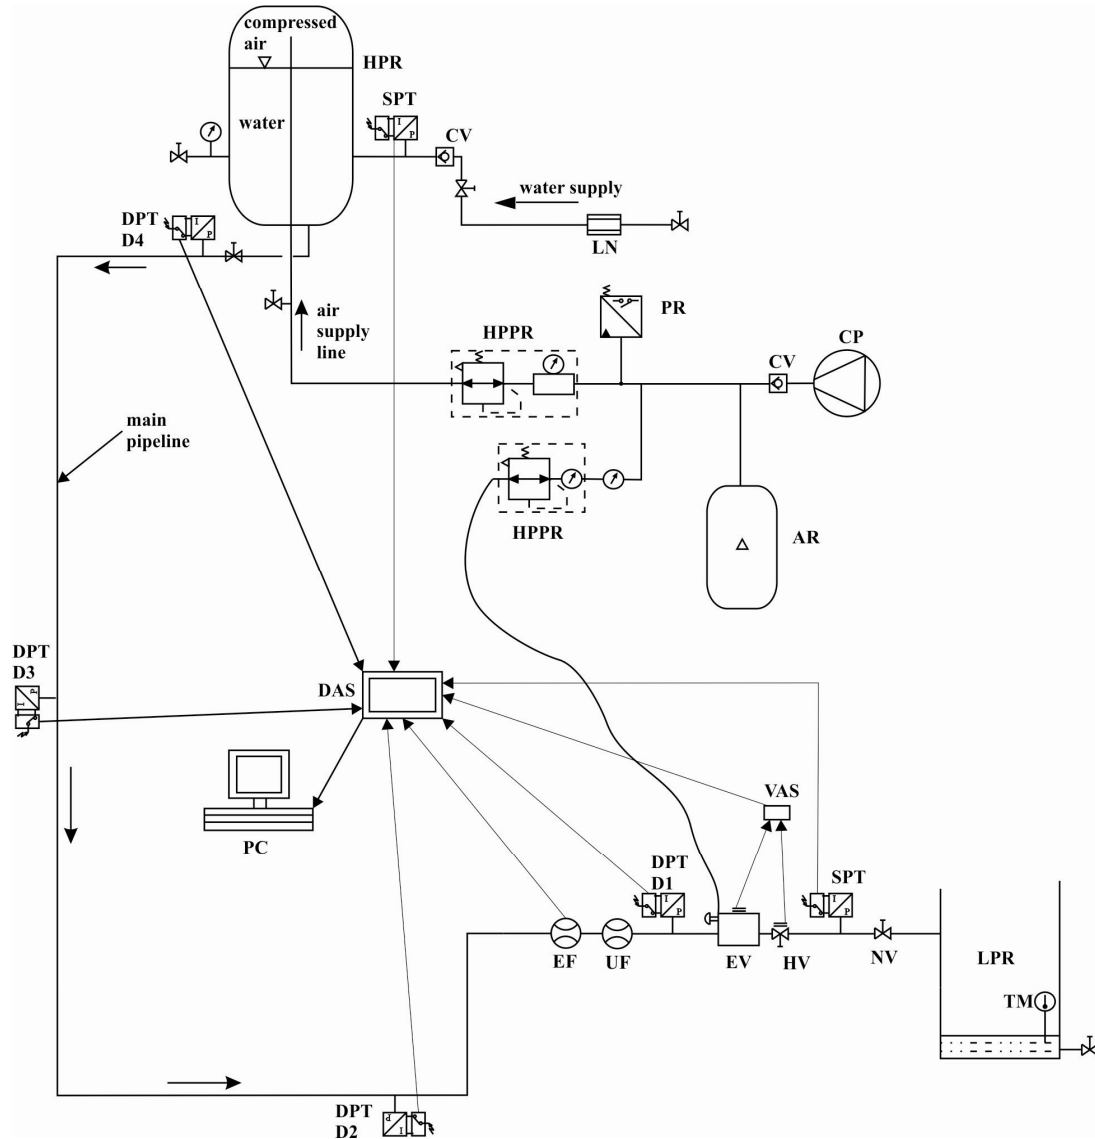 compressed
air
HPR
SPT
water
CV
I
P
water supply
DPT
D4
I
P
LN
PR
air
supply
line
HPPR
CP
CV
main
pipeline
HPPR
AR
DPT
D3
P
I
DAS
VAS
PC
DPT
D1
I
P
SPT
I
P
EF
UF
EV
HV
NV
LPR
TM
DPT
D2
P
I